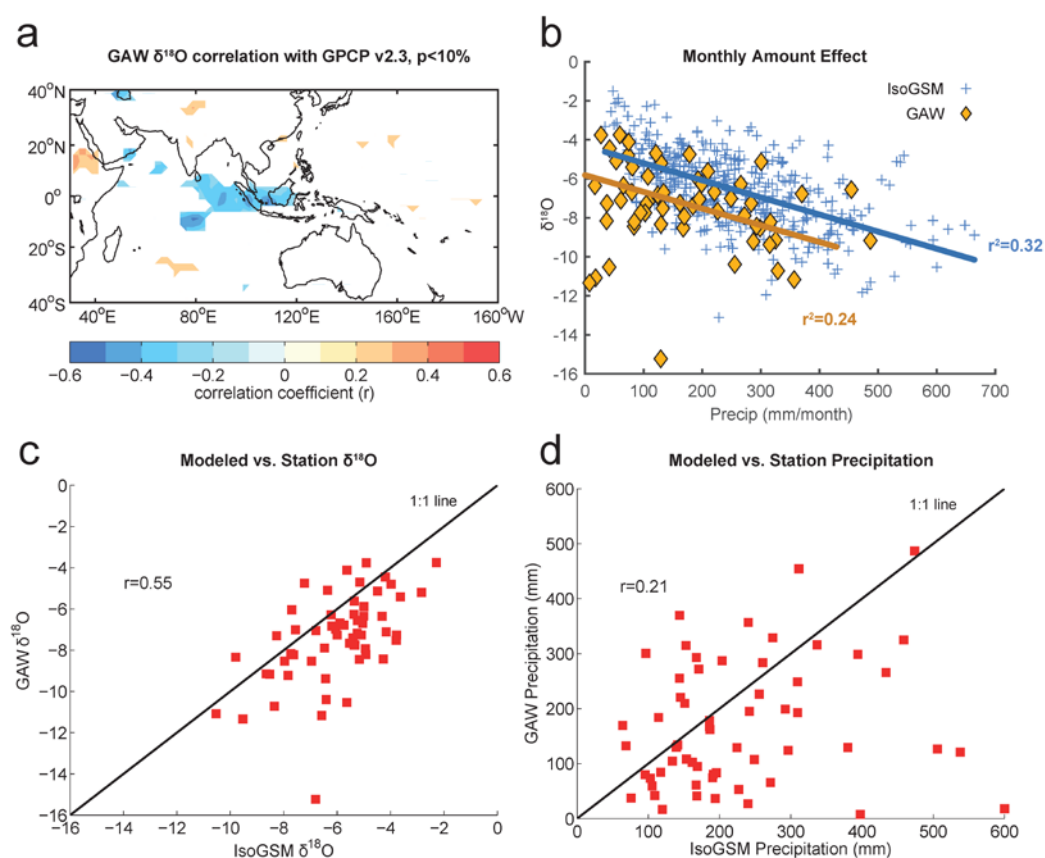 a
GAW δ¹⁸O correlation with GPCP v2.3, p<10%
40°N
20°N
0°
20°S
40°S
40°E
80°E
120°E
160°E
160°W
−0.6
−0.4
−0.2
0
0.2
0.4
0.6
correlation coefficient (r)
b
Monthly Amount Effect
0
-2
-4
-6
-8
-10
-12
-14
-16
δ¹⁸O
IsoGSM
GAW
r²=0.32
r²=0.24
0
100
200
300
400
500
600
700
Precip (mm/month)
c
Modeled vs. Station δ¹⁸O
0
−2
−4
−6
−8
−10
−12
−14
−16
GAW δ¹⁸O
1:1 line
r=0.55
−16
−14
−12
−10
−8
−6
−4
−2
0
IsoGSM δ¹⁸O
d
Modeled vs. Station Precipitation
600
500
400
300
200
100
0
GAW Precipitation (mm)
1:1 line
r=0.21
0
100
200
300
400
500
600
IsoGSM Precipitation (mm)